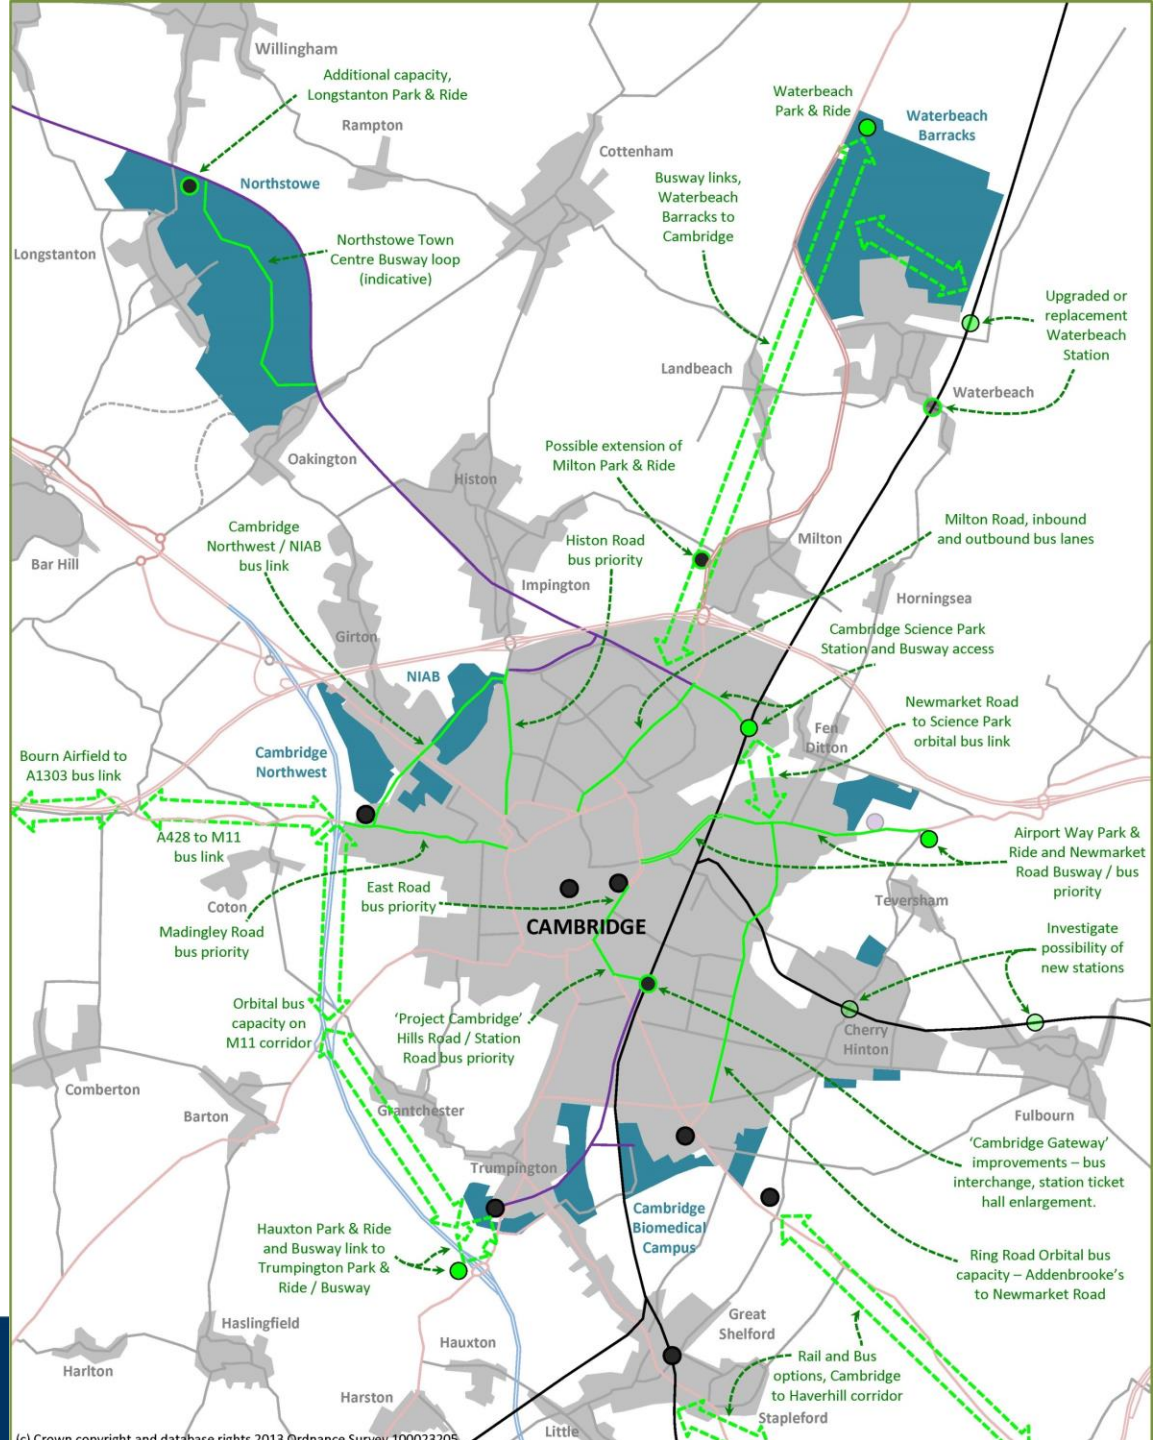 Willingham
Additional capacity,
Longstanton Park & Ride
Rampton
Cottenham
Waterbeach
Park & Ride
Waterbeach
Barracks
Northstowe
Busway links,
Waterbeach
Barracks to
Cambridge
Longstanton
Northstowe Town
Centre Busway loop
(indicative)
Upgraded or
replacement
Waterbeach
Station
Landbeach
Waterbeach
Possible extension of
Milton Park & Ride
Oakington
Histon
Cambridge
Northwest / NIAB
bus link
Histon Road
bus priority
Milton Road, inbound
and outbound bus lanes
Milton
Bar Hill
Impington
Horningsea
Girton
Cambridge Science Park
Station and Busway access
NIAB
Newmarket Road
to Science Park
orbital bus link
Fen
Ditton
Bourn Airfield to
A1303 bus link
Cambridge
Northwest
A428 to M11
bus link
Airport Way Park &
Ride and Newmarket
Road Busway / bus
priority
East Road
bus priority
Coton
Teversham
CAMBRIDGE
Madingley Road
bus priority
Investigate
possibility of
new stations
Orbital bus
capacity on
M11 corridor
'Project Cambridge'
Hills Road / Station
Road bus priority
Cherry
Hinton
Comberton
Barton
Grantchester
Fulbourn
'Cambridge Gateway'
improvements – bus
interchange, station ticket
hall enlargement.
Trumpington
Cambridge
Biomedical
Campus
Hauxton Park & Ride
and Busway link to
Trumpington Park &
Ride / Busway
Ring Road Orbital bus
capacity – Addenbrooke's
to Newmarket Road
Haslingfield
Great
Shelford
Hauxton
Harlton
Rail and Bus
options, Cambridge
to Haverhill corridor
Harston
Stapleford
Little
(c) Crown copyright and database rights 2013 Ordnance Survey 100023205